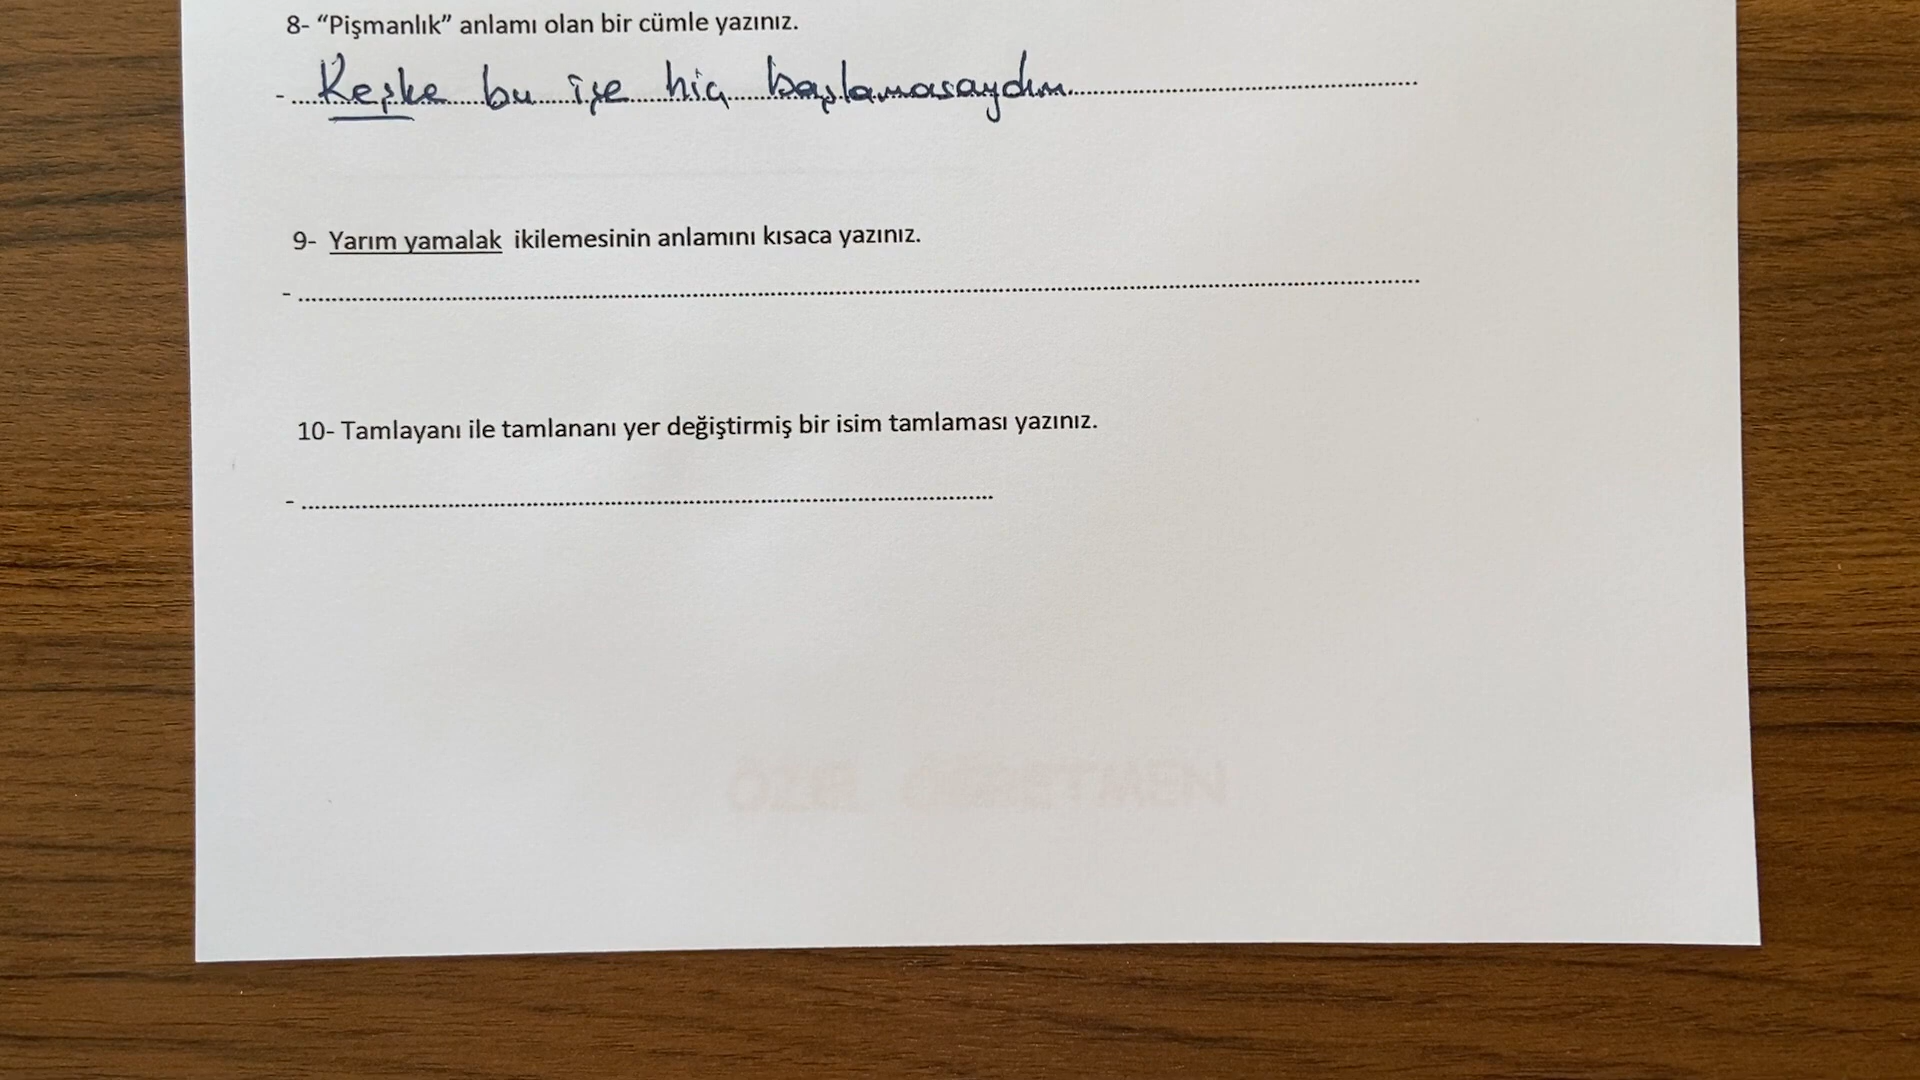 8- “Pişmanlık” anlamı olan bir cümle yazınız.
- Keşke bu işe hiç başlamasaydım.
9- Yarım yamalak ikilemesinin anlamını kısaca yazınız.
-
10- Tamlayanı ile tamlananı yer değiştirmiş bir isim tamlaması yazınız.
-